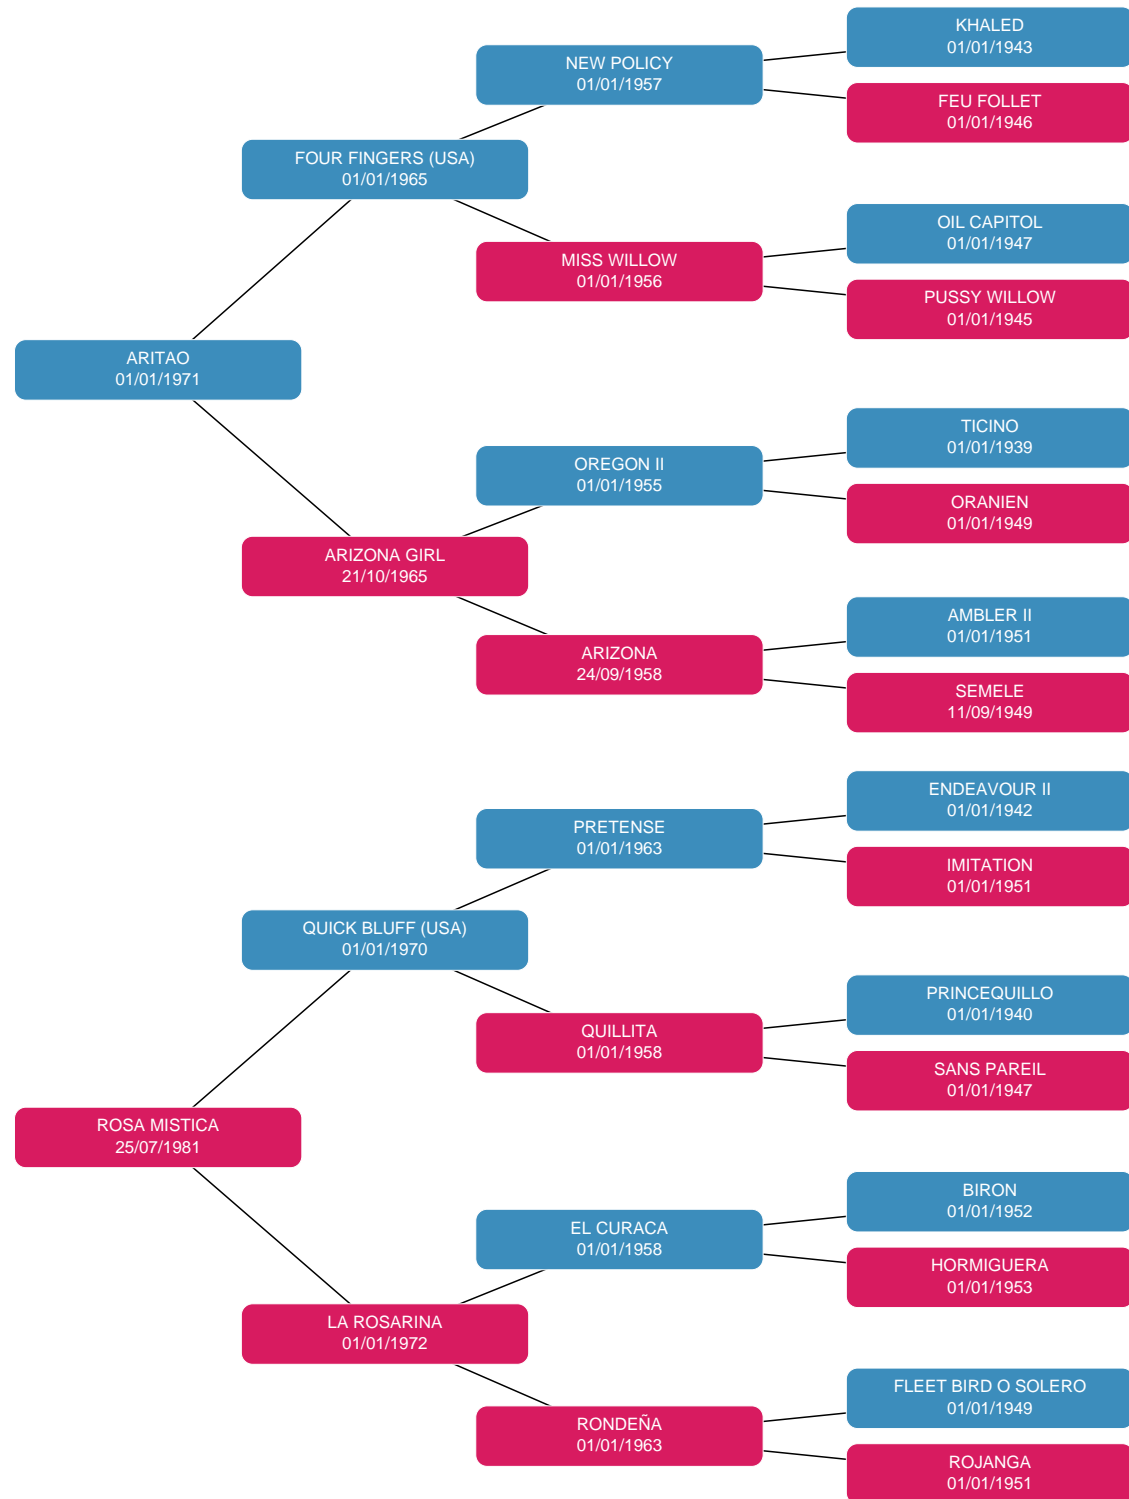 KHALED
01/01/1943
NEW POLICY
01/01/1957
FEU FOLLET
01/01/1946
FOUR FINGERS (USA)
01/01/1965
OIL CAPITOL
01/01/1947
MISS WILLOW
01/01/1956
PUSSY WILLOW
01/01/1945
ARITAO
01/01/1971
TICINO
01/01/1939
OREGON II
01/01/1955
ORANIEN
01/01/1949
ARIZONA GIRL
21/10/1965
AMBLER II
01/01/1951
ARIZONA
24/09/1958
SEMELE
11/09/1949
ENDEAVOUR II
01/01/1942
PRETENSE
01/01/1963
IMITATION
01/01/1951
QUICK BLUFF (USA)
01/01/1970
PRINCEQUILLO
01/01/1940
QUILLITA
01/01/1958
SANS PAREIL
01/01/1947
ROSA MISTICA
25/07/1981
BIRON
01/01/1952
EL CURACA
01/01/1958
HORMIGUERA
01/01/1953
LA ROSARINA
01/01/1972
FLEET BIRD O SOLERO
01/01/1949
RONDEÑA
01/01/1963
ROJANGA
01/01/1951